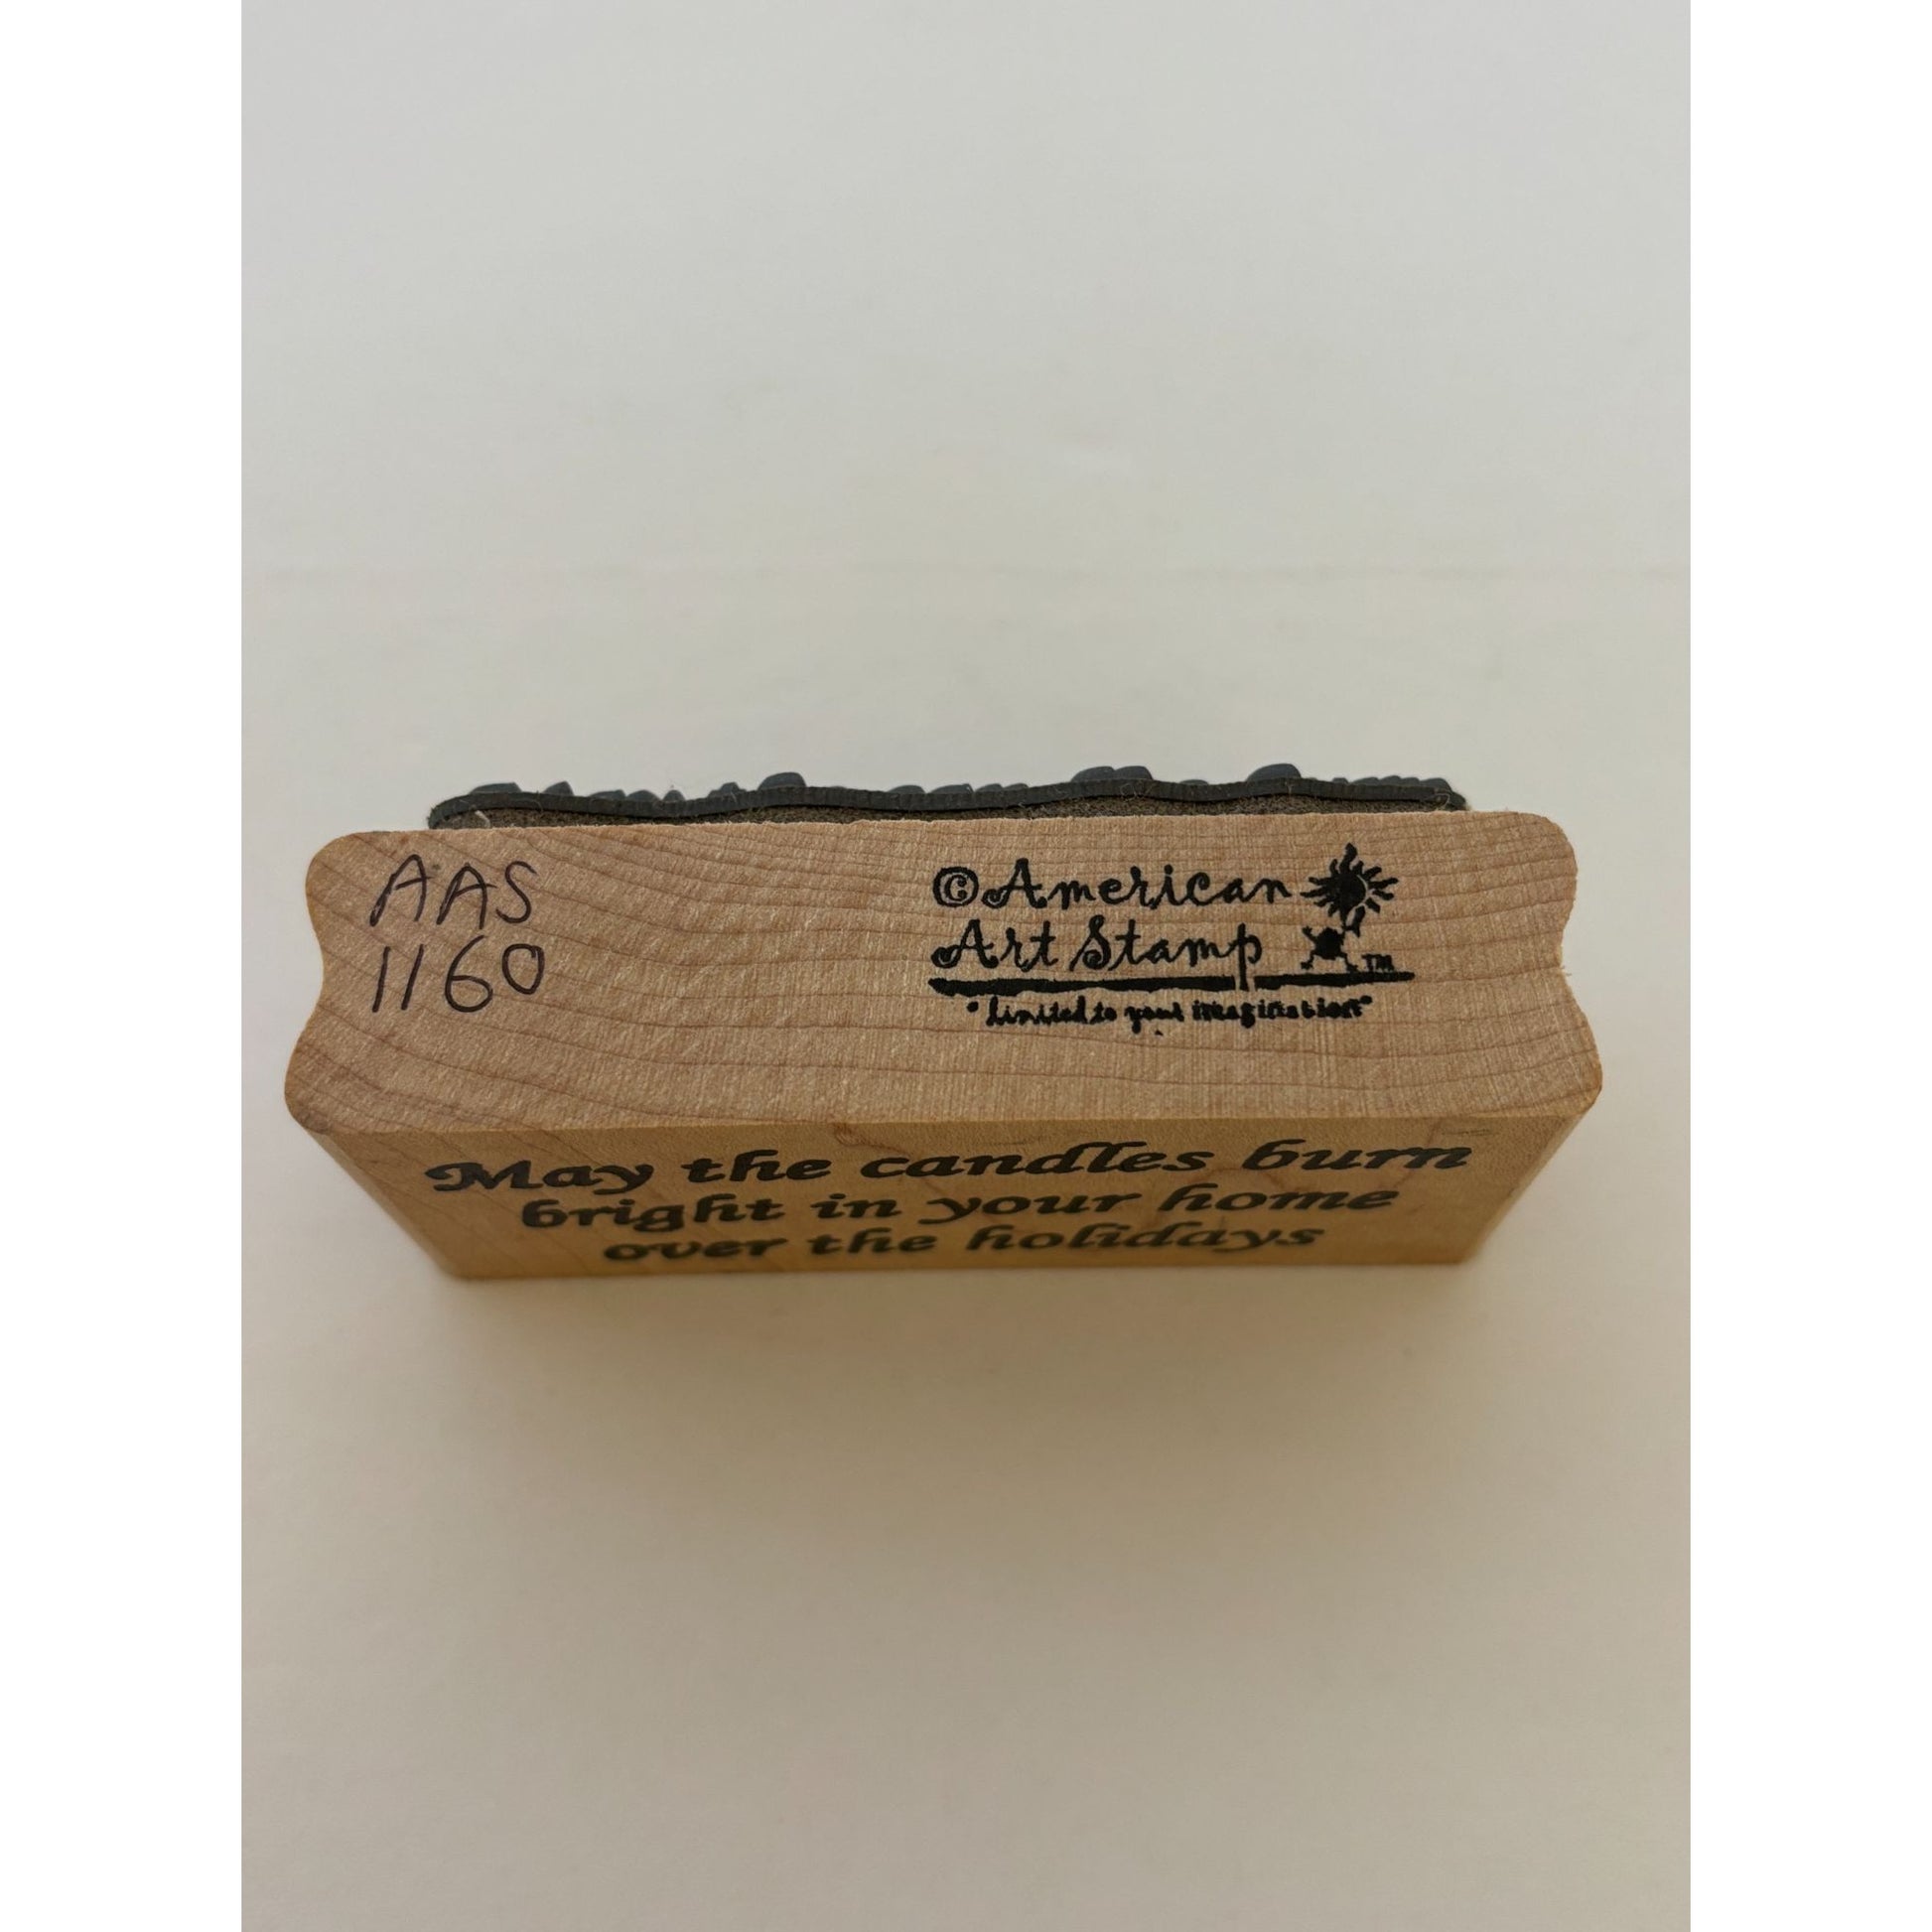 AAS
1160
©American
Art Stamp TM
"Limited to your imagination"
May the candles burn
bright in your home
over the holidays